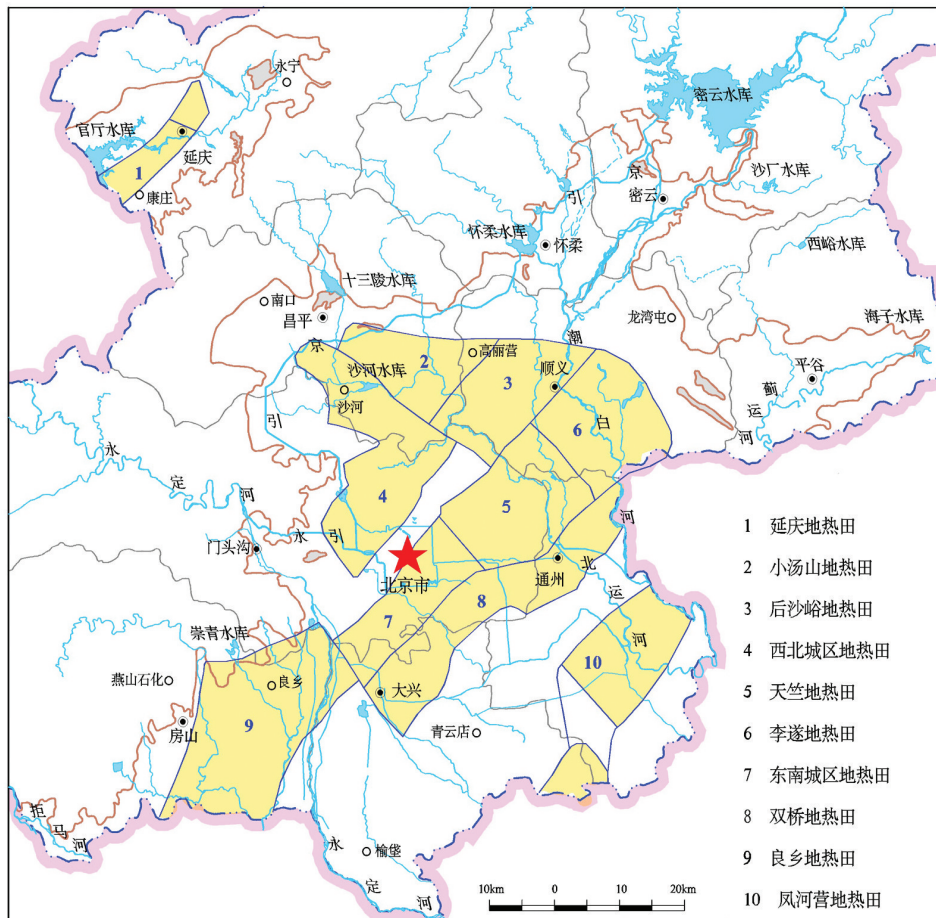 永宁
官厅水库
延庆
1
康庄
密云水库
沙厂水库
京
密云
引
西峪水库
怀柔水库
怀柔
十三陵水库
南口
昌平
龙湾屯
海子水库
潮
京
2
高丽营
沙河水库
3
顺义
平谷
蓟
沙河
运
引
白
6
河
永
定
河
4
5
永
引
河
门头沟
北京市
通州
北
8
运
7
河
崇青水库
10
燕山石化
良乡
大兴
9
房山
青云店
拒
马
河
永
榆垡
定
河
10km
0
10
20km
1 延庆地热田
2 小汤山地热田
3 后沙峪地热田
4 西北城区地热田
5 天竺地热田
6 李遂地热田
7 东南城区地热田
8 双桥地热田
9 良乡地热田
10 凤河营地热田